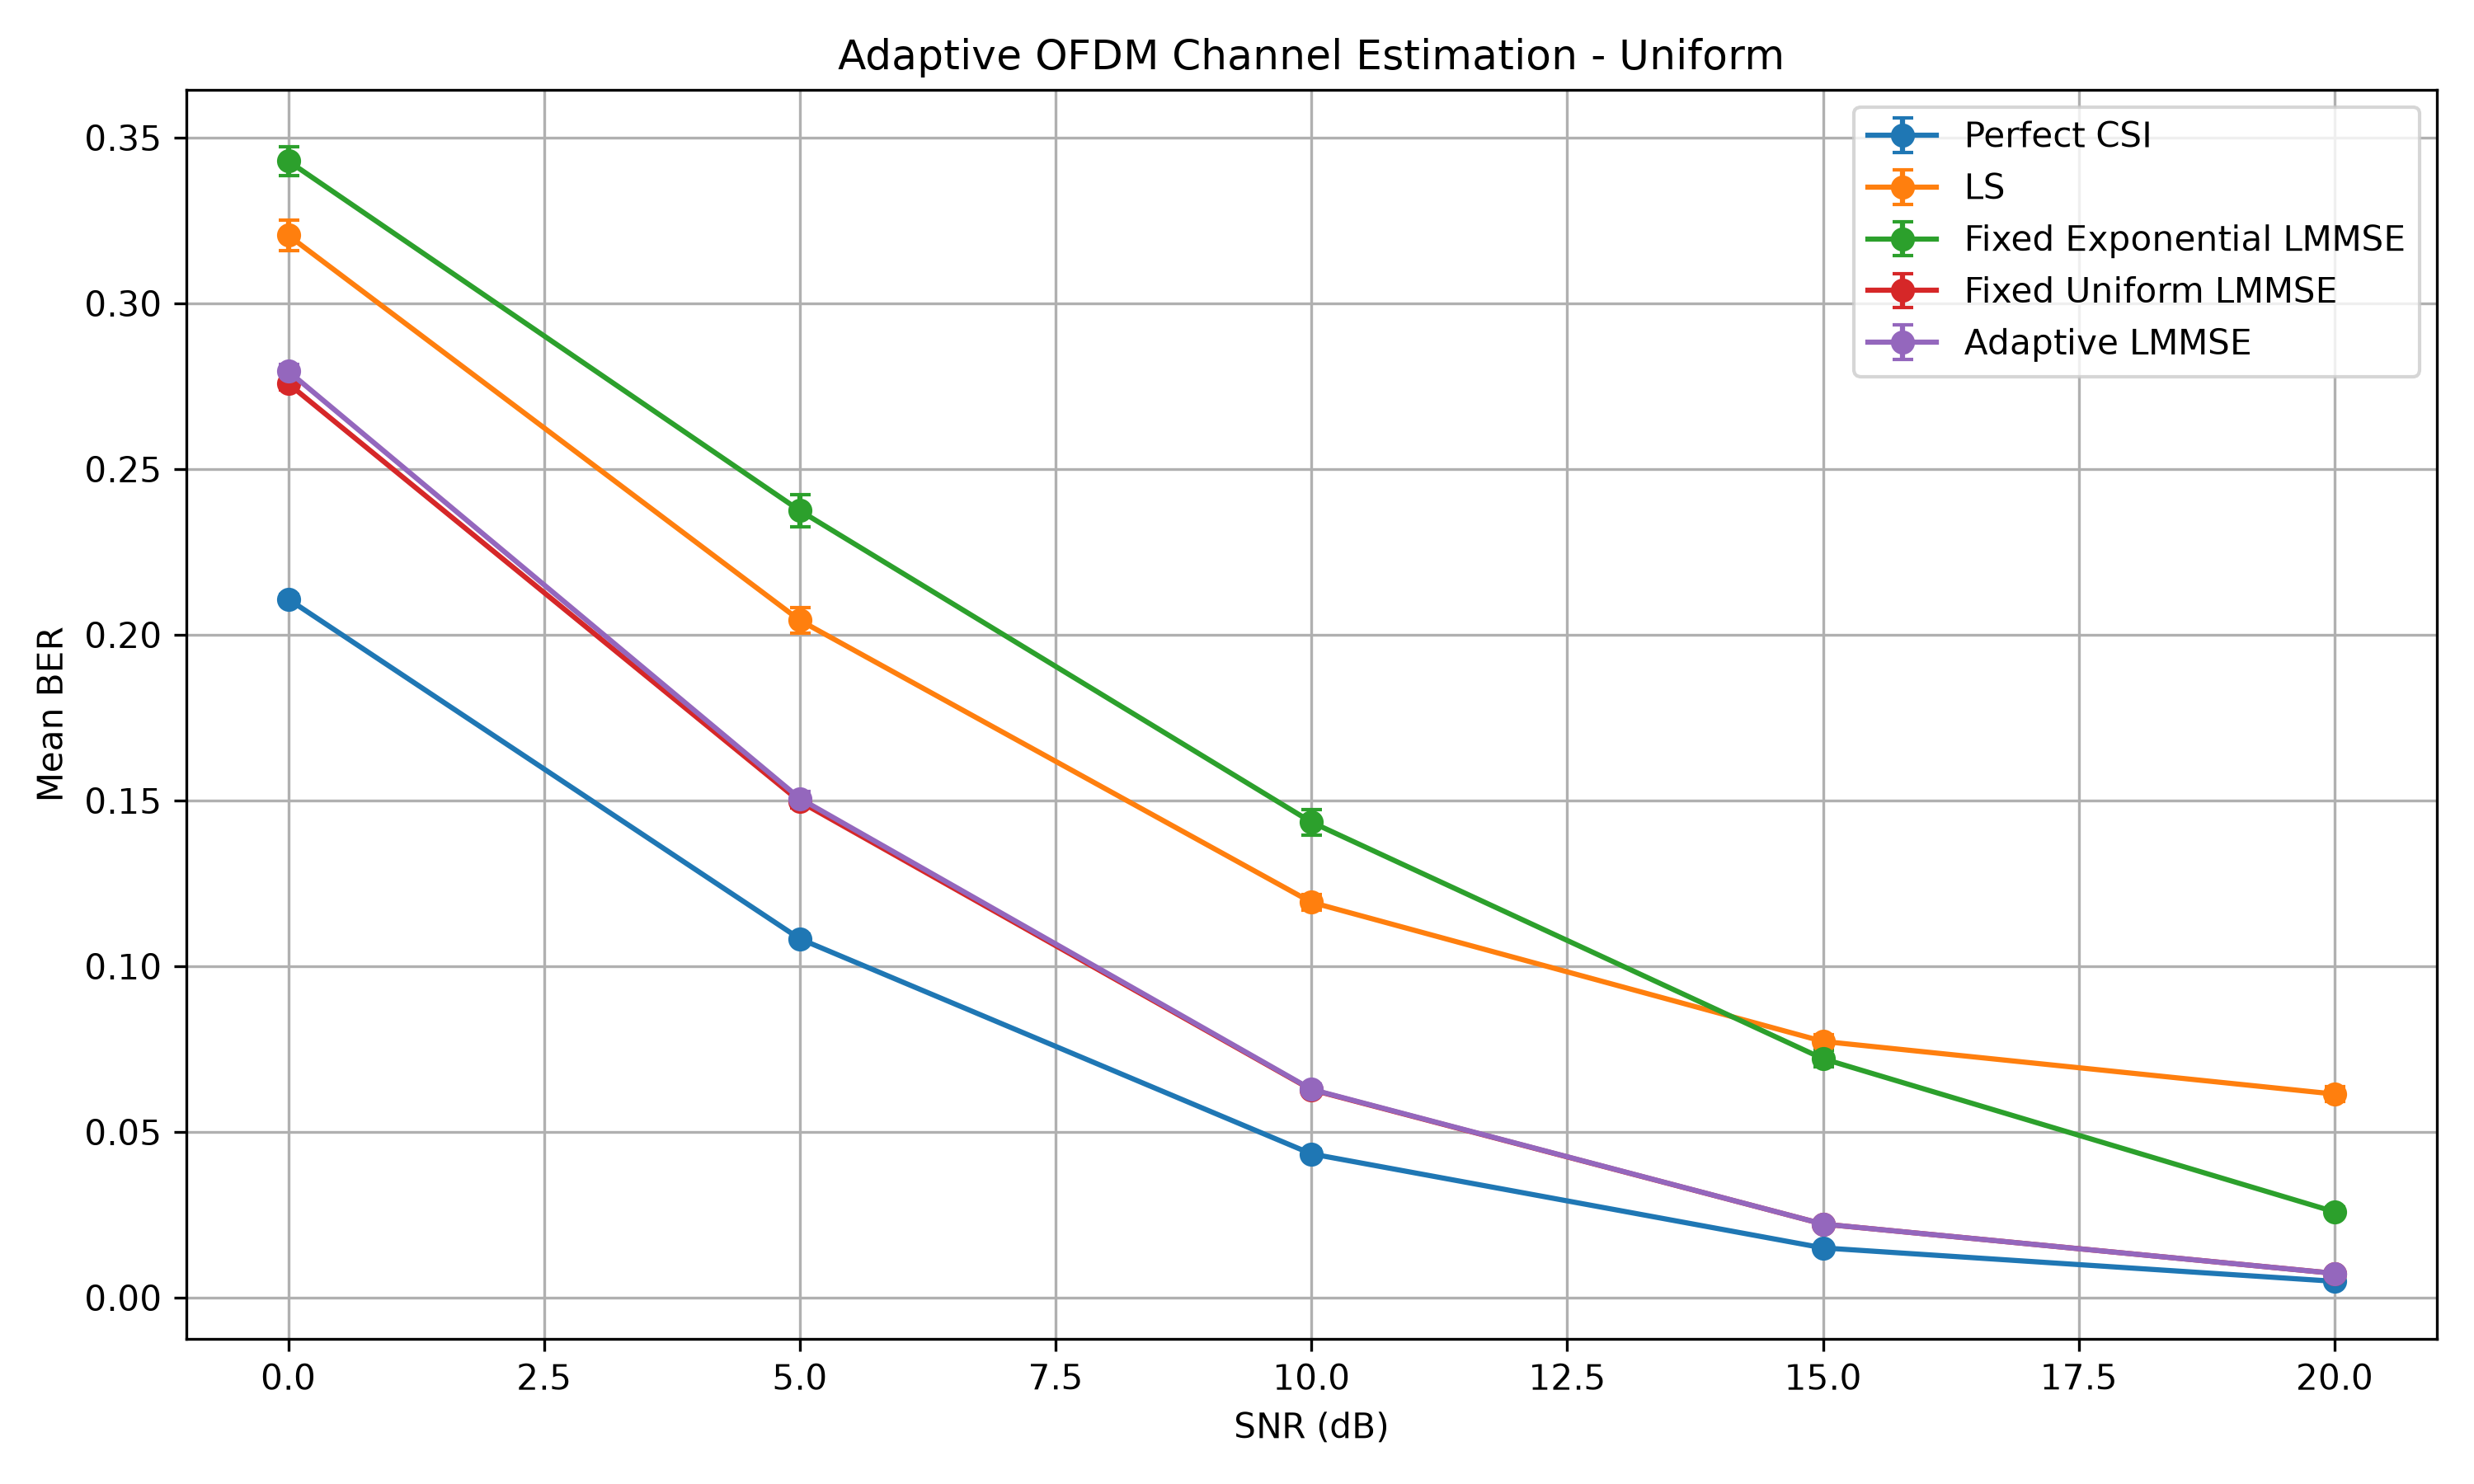 Adaptive OFDM Channel Estimation - Uniform
Perfect CSI
LS
Fixed Exponential LMMSE
Fixed Uniform LMMSE
Adaptive LMMSE
Mean BER
0.35
0.30
0.25
0.20
0.15
0.10
0.05
0.00
0.0 2.5 5.0 7.5 10.0 12.5 15.0 17.5 20.0
SNR (dB)